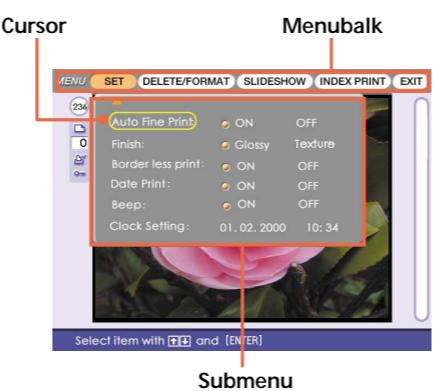 Cursor Menubalk
MENU SET DELETE/FORMAT SLIDESHOW INDEX PRINT EXIT
236
Auto Fine Print: ON OFF
0 Finish: Glossy Texture
Border less print: ON OFF
Date Print: ON OFF
Beep: ON OFF
Clock Setting: 01. 02. 2000 10: 34
Select item with and [ENTER]
Submenu